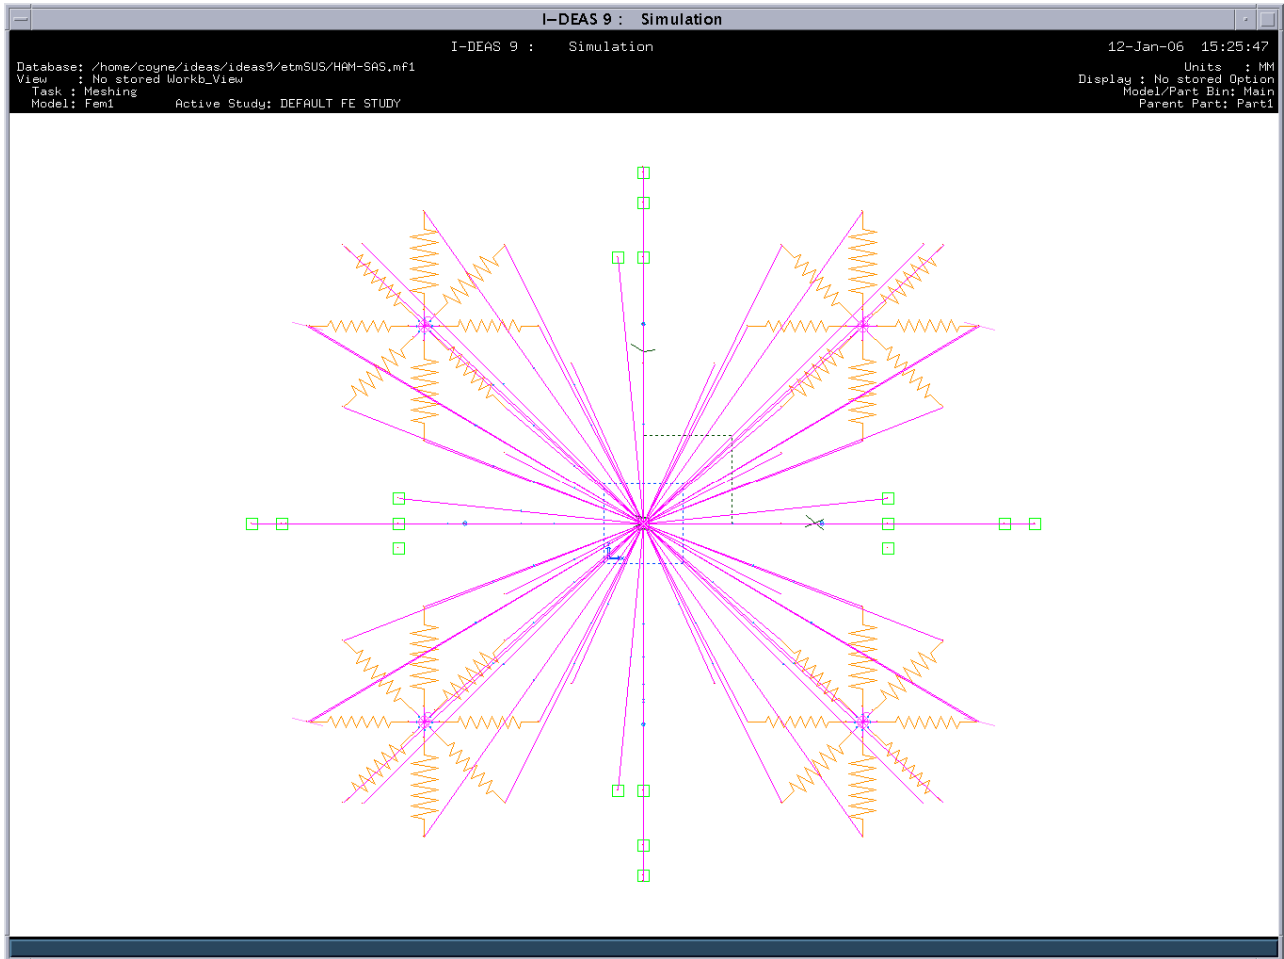 I-DEAS 9 :   Simulation
I-DEAS 9 :    Simulation    12-Jan-06  15:25:47
Database: /home/coyne/ideas/ideas9/etmSUS/HAM-SAS.mf1    Units   : MM
View    : No stored Workb_View    Display : No stored Option
Task : Meshing    Model/Part Bin: Main
Model: Fem1    Active Study: DEFAULT FE STUDY    Parent Part: Part1